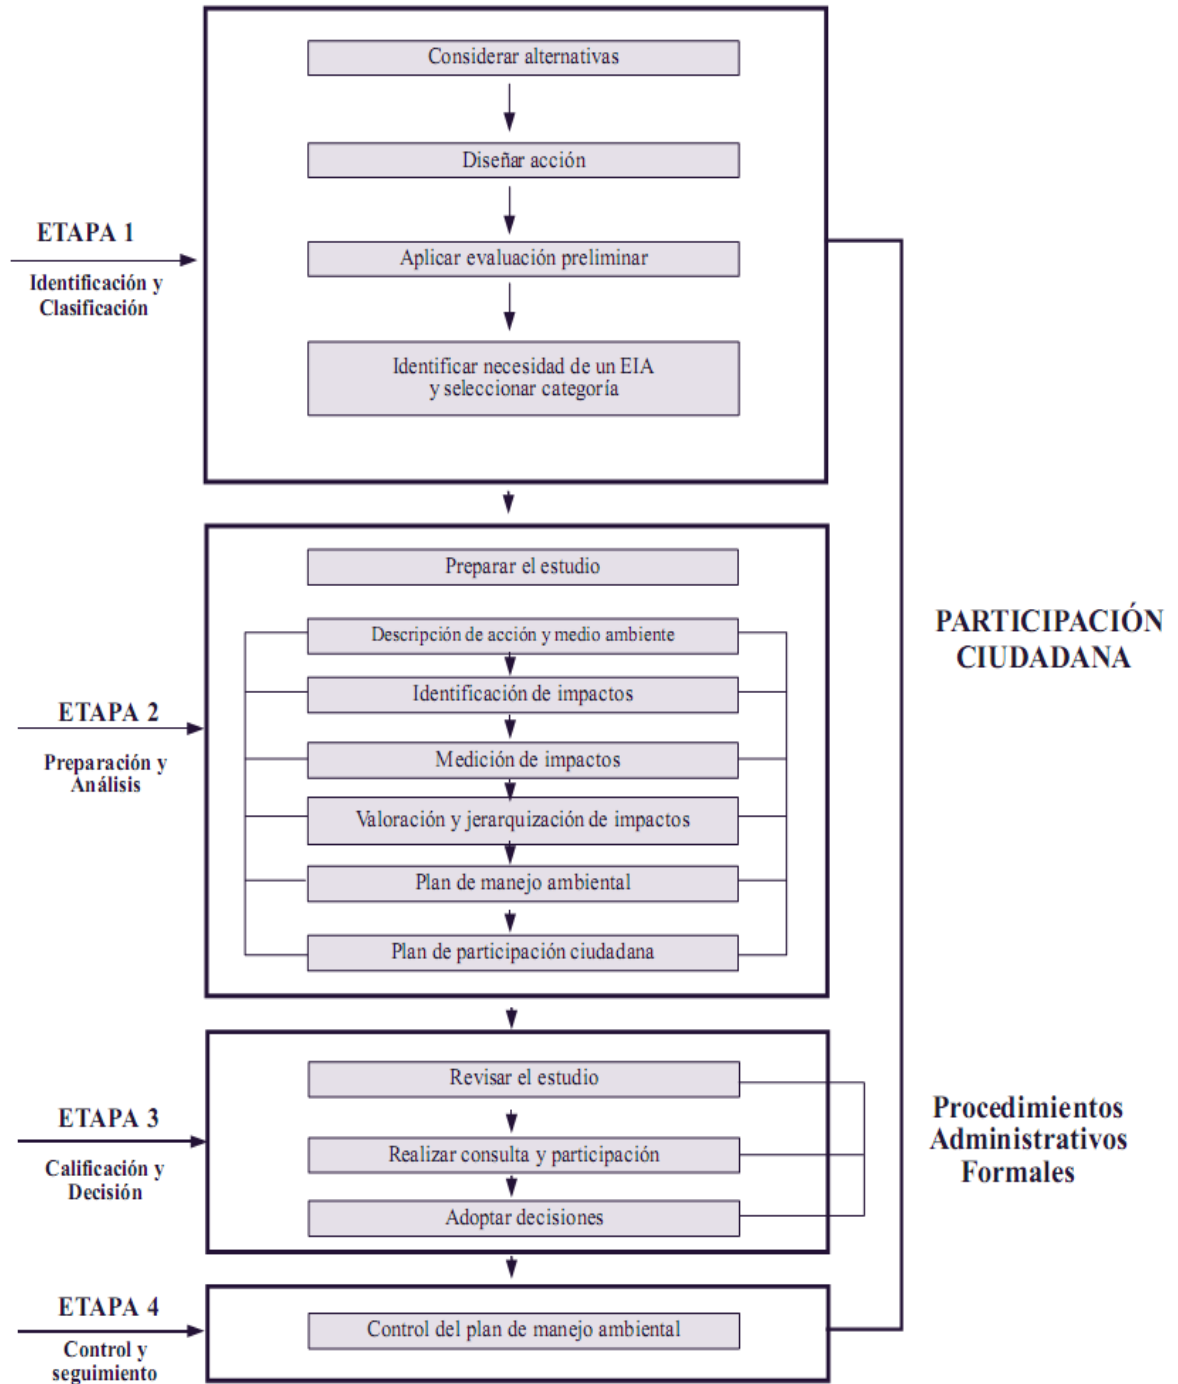 Considerar alternativas
Diseñar acción
ETAPA 1
Identificación y
Clasificación
Aplicar evaluación preliminar
Identificar necesidad de un EIA
y seleccionar categoría
Preparar el estudio
Descripción de acción y medio ambiente
PARTICIPACIÓN
CIUDADANA
Identificación de impactos
ETAPA 2
Preparación y
Análisis
Medición de impactos
Valoración y jerarquización de impactos
Plan de manejo ambiental
Plan de participación ciudadana
Revisar el estudio
ETAPA 3
Calificación y
Decisión
Procedimientos
Administrativos
Formales
Realizar consulta y participación
Adoptar decisiones
ETAPA 4
Control y
seguimiento
Control del plan de manejo ambiental